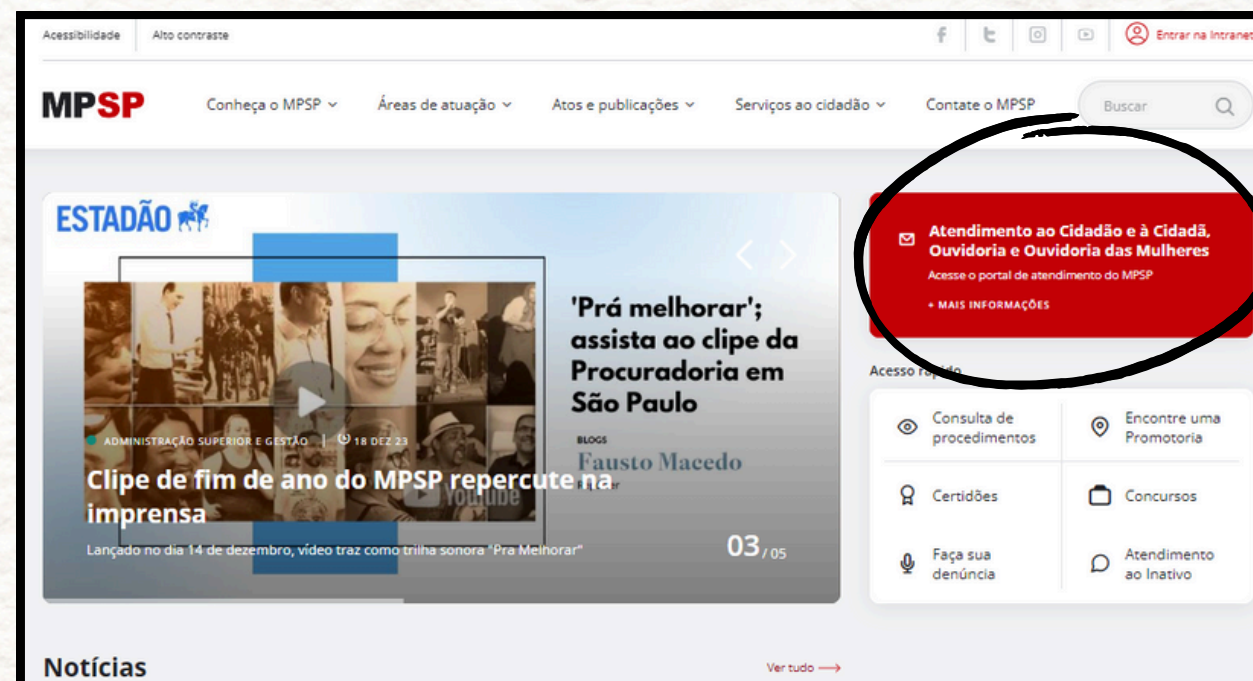 Acessibilidade
Alto contraste
Entrar na Intranet
MPSP
Conheça o MPSP
Áreas de atuação
Atos e publicações
Serviços ao cidadão
Contate o MPSP
Buscar
ESTADÃO
'Prá melhorar';
assista ao clipe da
Procuradoria em
São Paulo
BLOGS
Fausto Macedo
ADMINISTRAÇÃO SUPERIOR E GESTÃO | 18 DEZ 23
Clipe de fim de ano do MPSP repercute na
imprensa
YouTube
Lançado no dia 14 de dezembro, vídeo traz como trilha sonora "Pra Melhorar"
03 / 05
Atendimento ao Cidadão e à Cidadã,
Ouvidoria e Ouvidoria das Mulheres
Acesse o portal de atendimento do MPSP
+ MAIS INFORMAÇÕES
Acesso rápido
Consulta de
procedimentos
Encontre uma
Promotoria
Certidões
Concursos
Faça sua
denúncia
Atendimento
ao Inativo
Notícias
Ver tudo